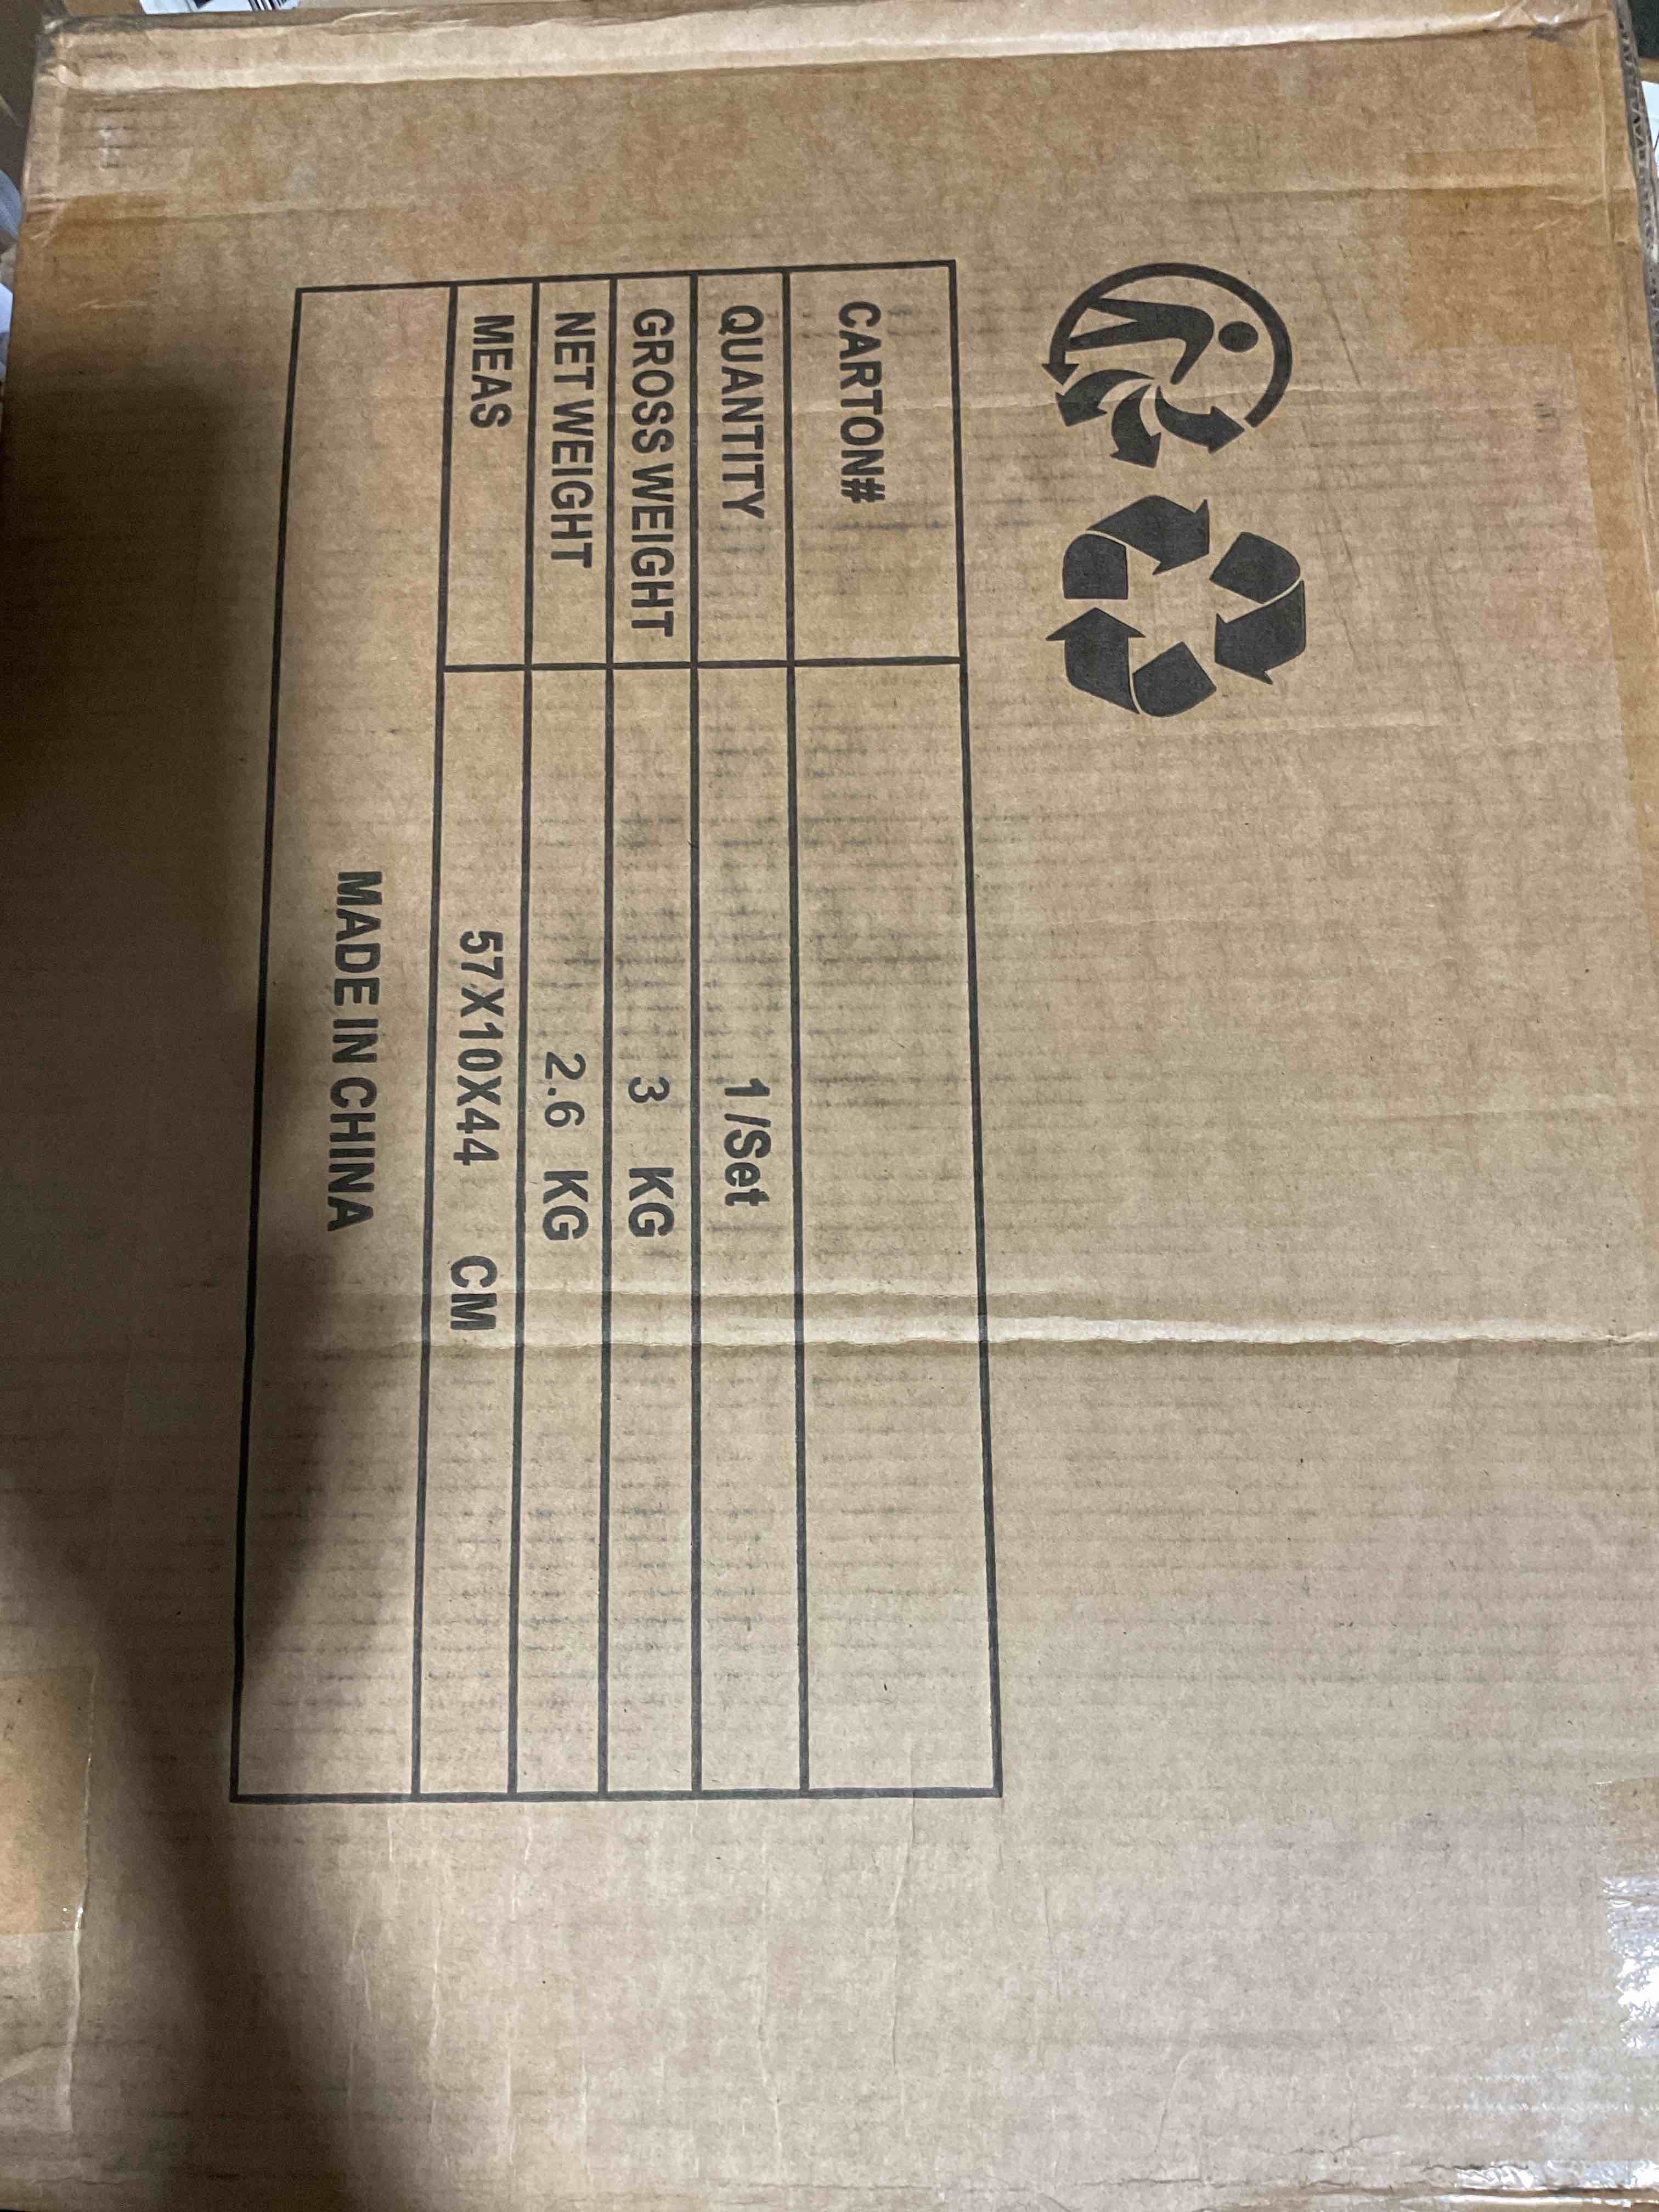 CARTON#
QUANTITY 1/Set
GROSS WEIGHT 3 KG
NET WEIGHT 2.6 KG
MEAS 57X10X44 CM
MADE IN CHINA